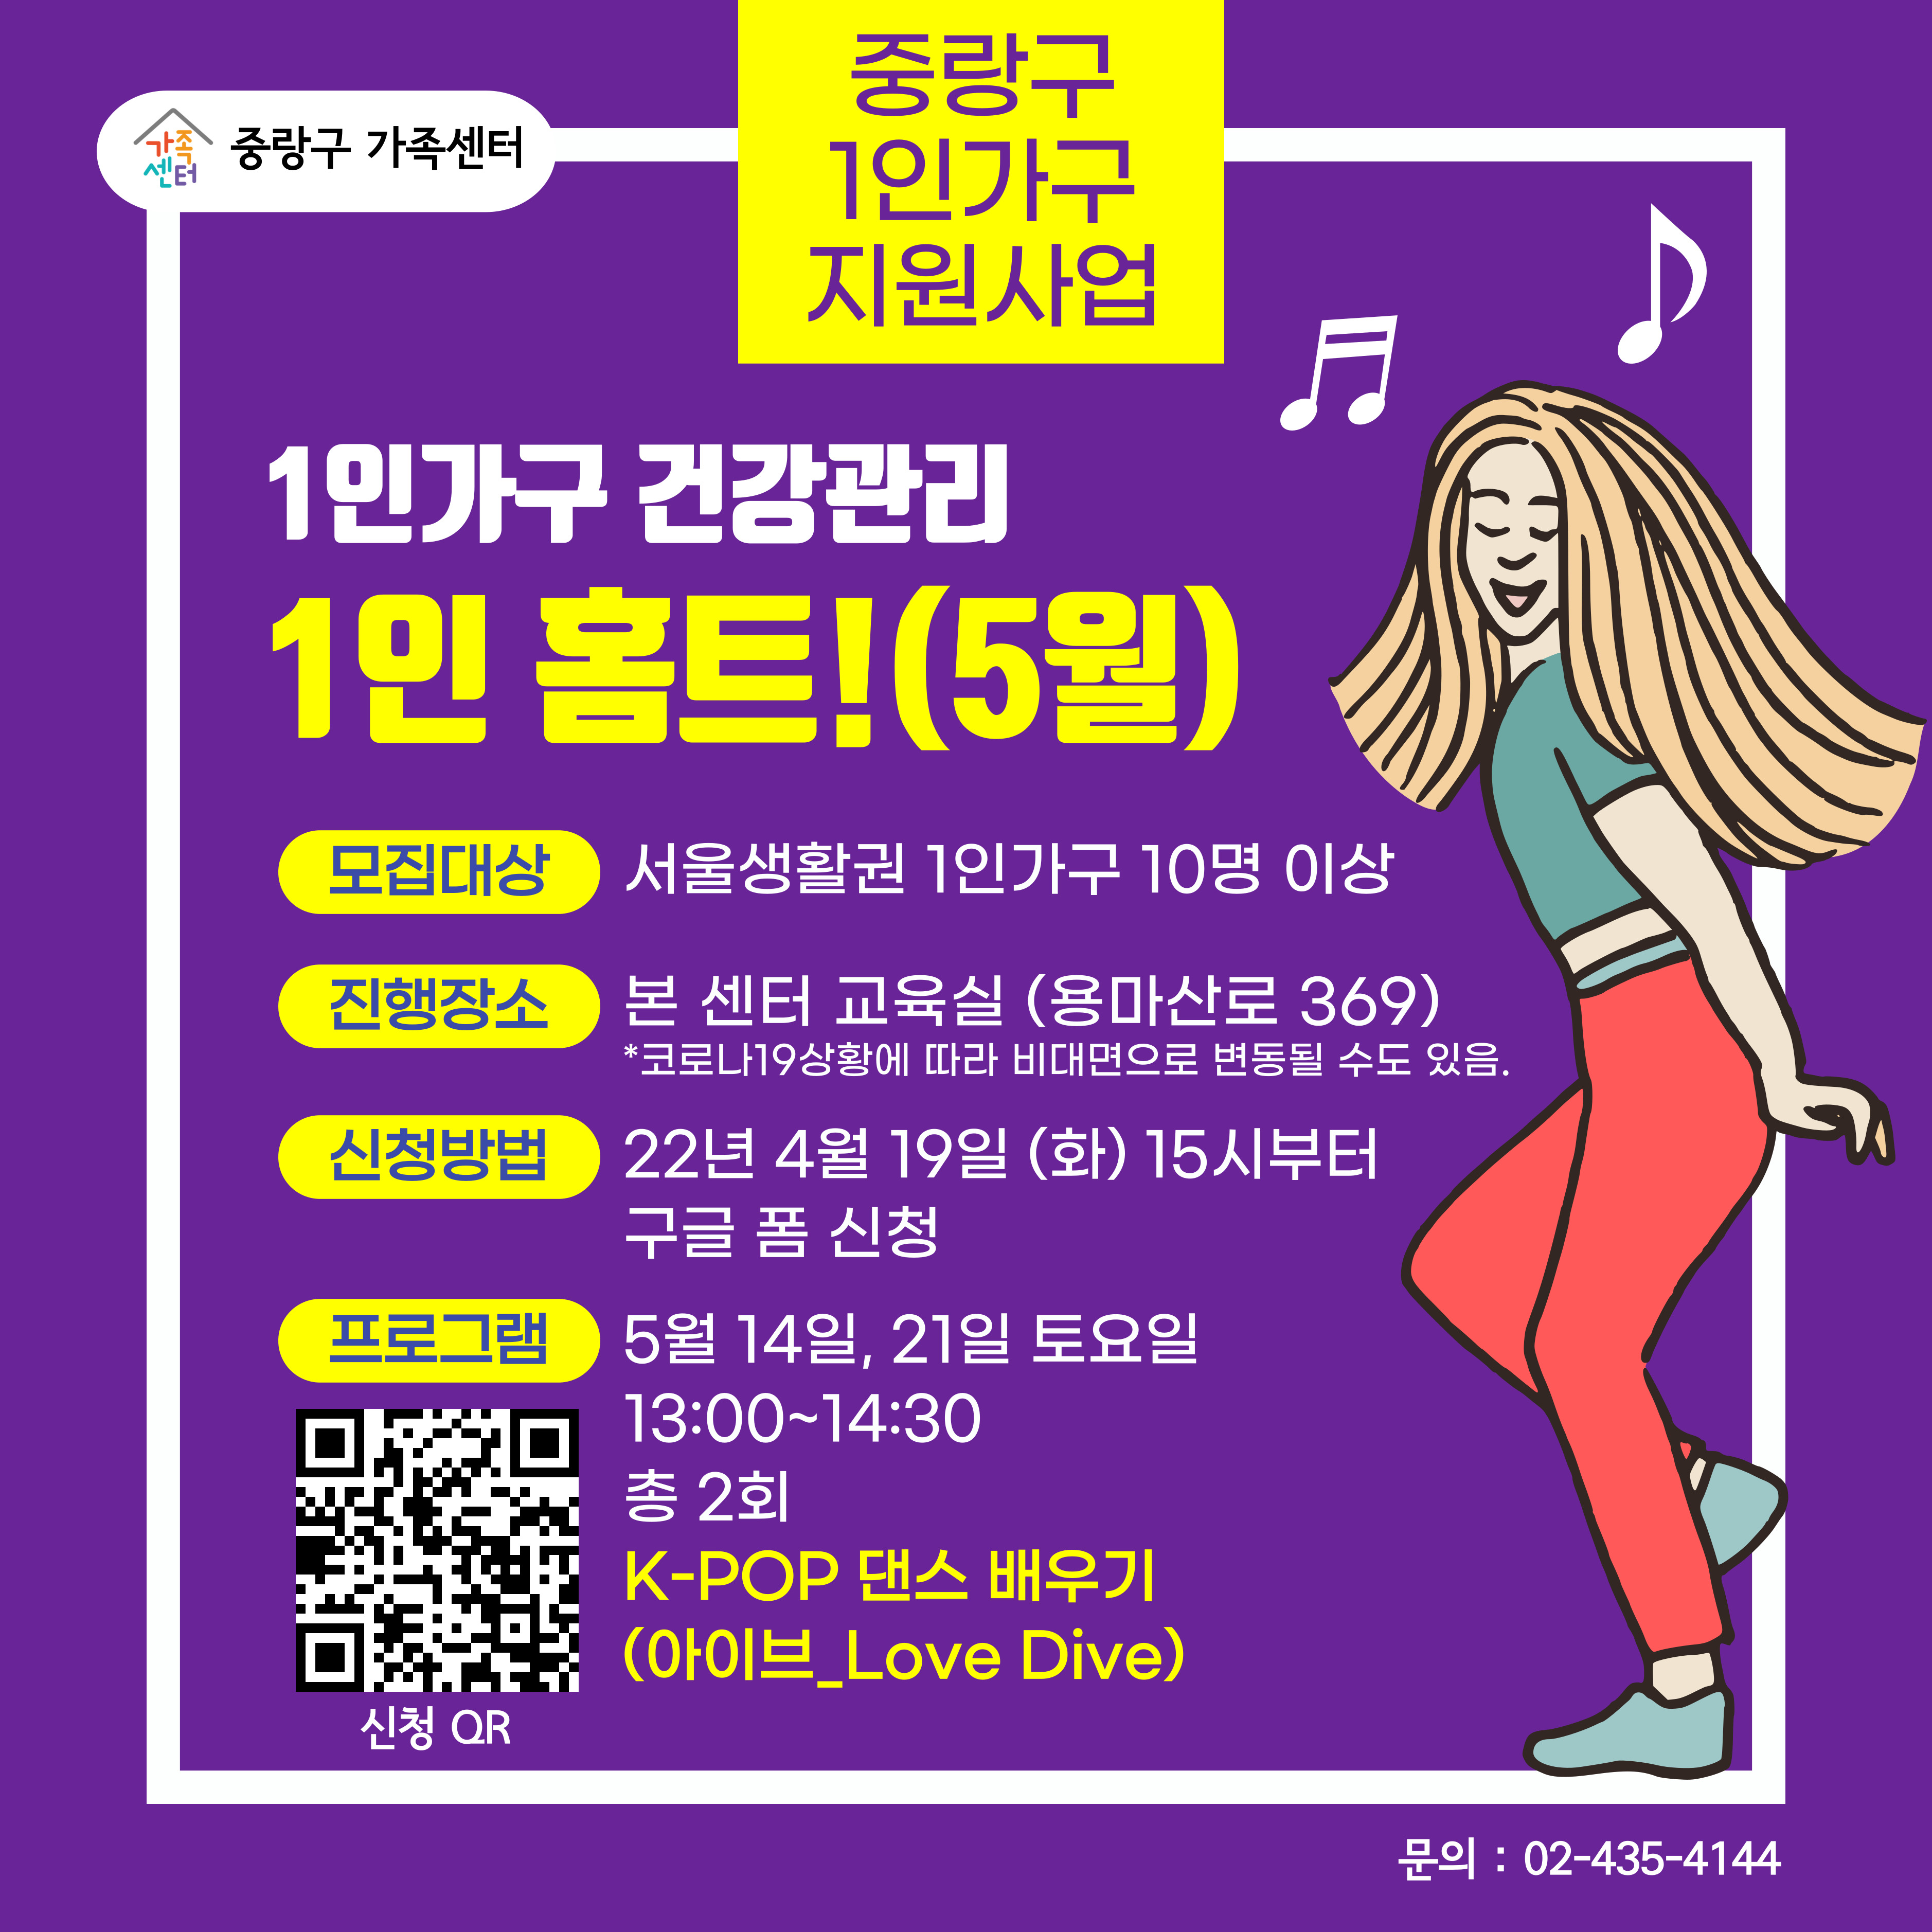 중랑구
1인가구
지원사업
가족
센터
중랑구 가족센터
1인가구 건강관리
1인 홈트!(5월)
모집대상
서울생활권 1인가구 10명 이상
진행장소
본 센터 교육실 (용마산로 369)
*코로나19상황에 따라 비대면으로 변동될 수도 있음.
신청방법
22년 4월 19일 (화) 15시부터
구글 폼 신청
프로그램
5월 14일, 21일 토요일
13:00~14:30
총 2회
K-POP 댄스 배우기
(아이브_Love Dive)
신청 QR
문의 : 02-435-4144